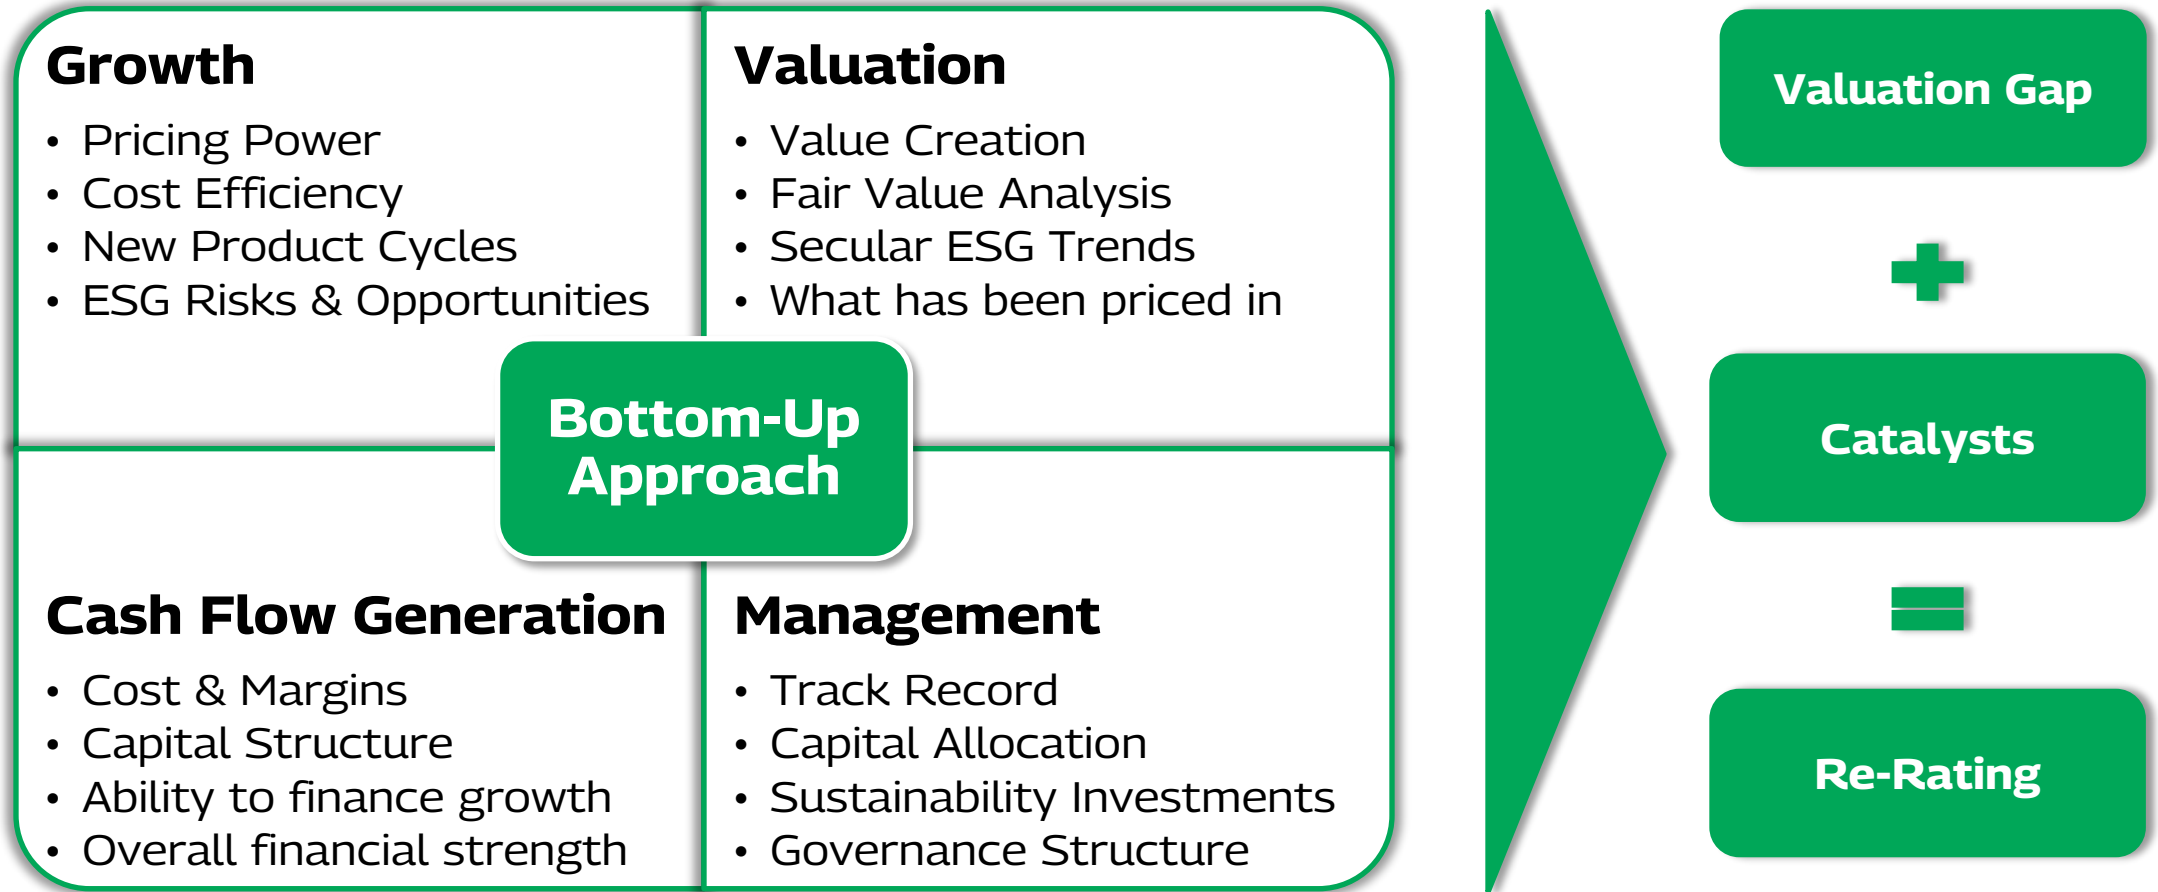 Growth
• Pricing Power
• Cost Efficiency
• New Product Cycles
• ESG Risks & Opportunities
Valuation
• Value Creation
• Fair Value Analysis
• Secular ESG Trends
• What has been priced in
Bottom-Up
Approach
Cash Flow Generation
• Cost & Margins
• Capital Structure
• Ability to finance growth
• Overall financial strength
Management
• Track Record
• Capital Allocation
• Sustainability Investments
• Governance Structure
Valuation Gap
+
Catalysts
=
Re-Rating